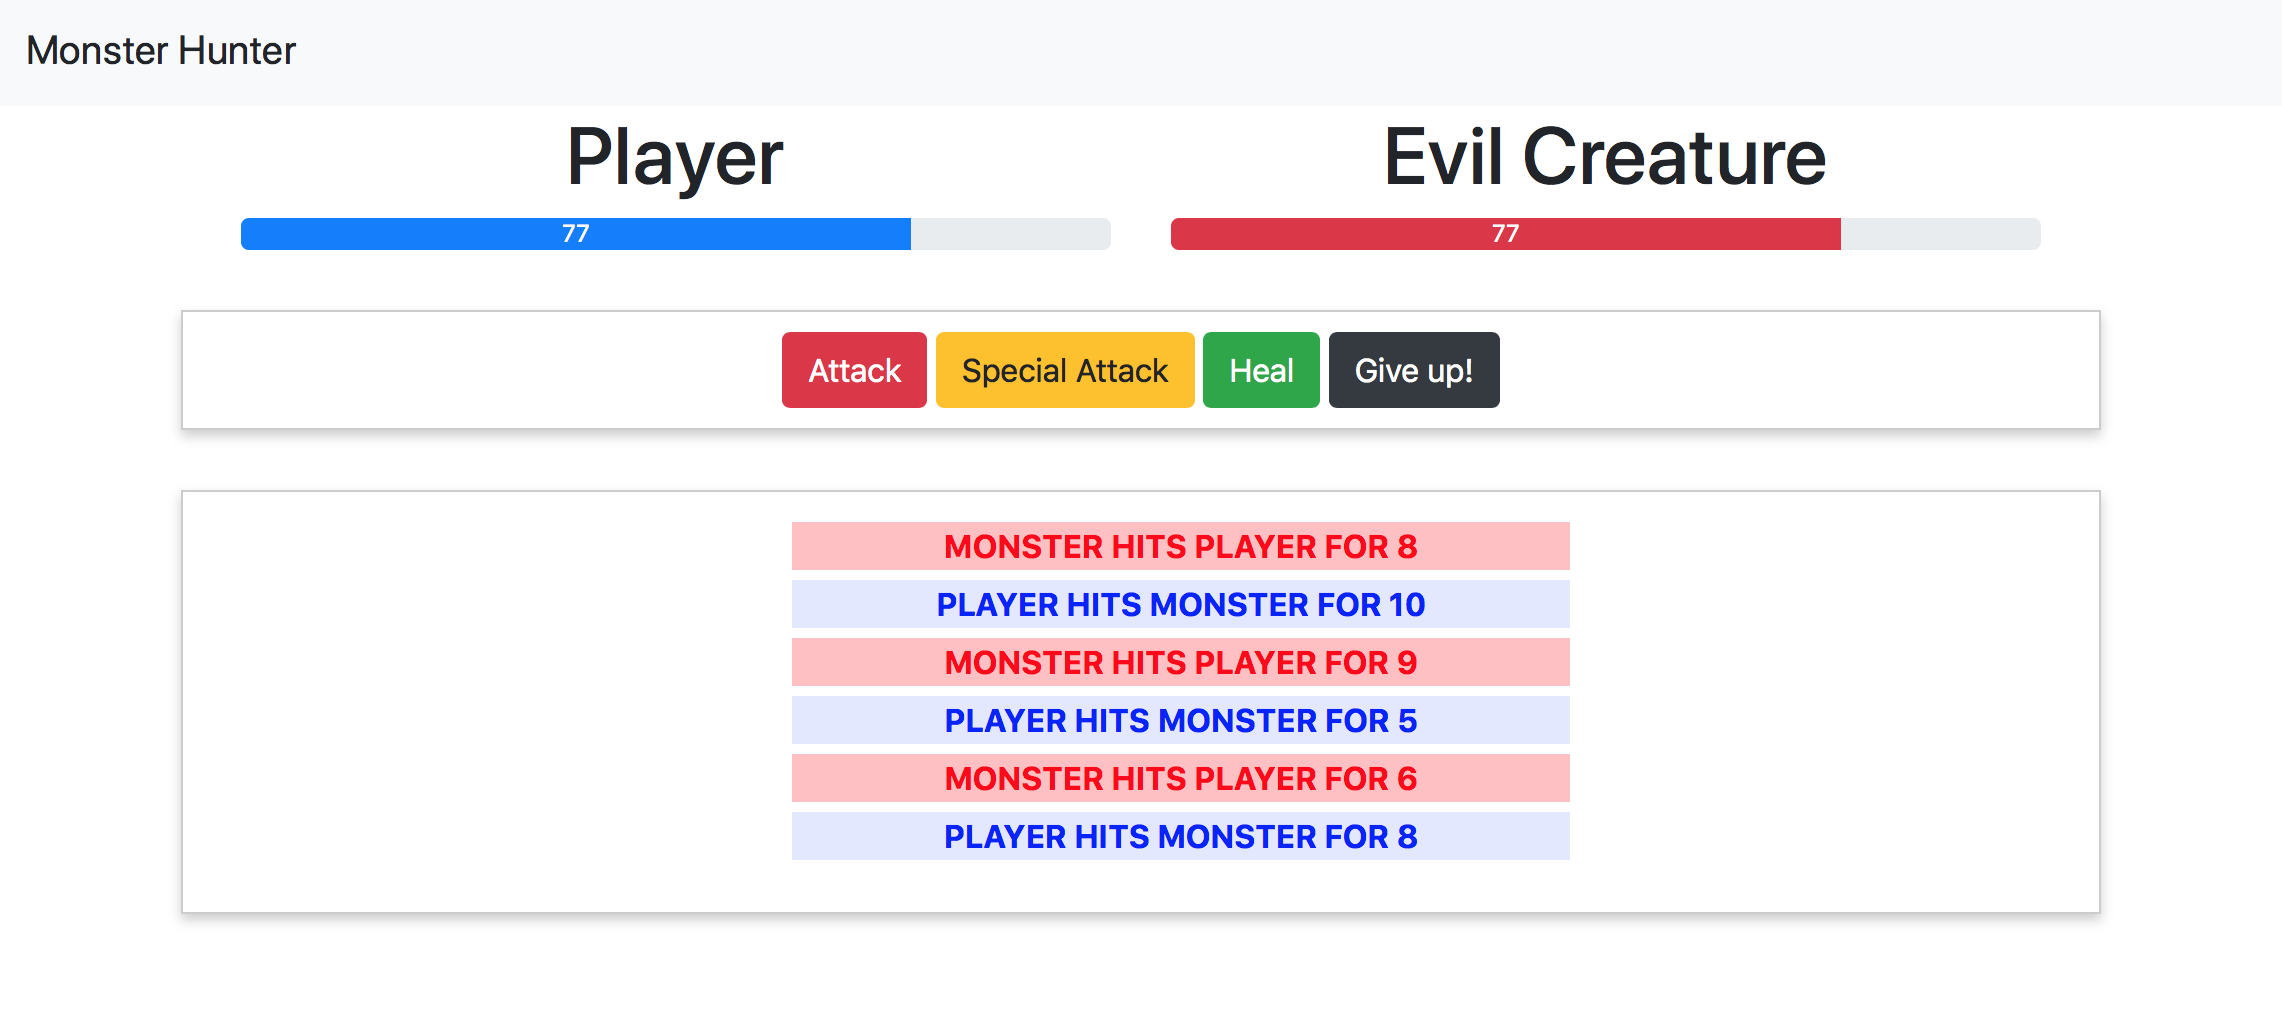 Monster Hunter
Player
Evil Creature
77
77
Attack Special Attack Heal Give up!
MONSTER HITS PLAYER FOR 8
PLAYER HITS MONSTER FOR 10
MONSTER HITS PLAYER FOR 9
PLAYER HITS MONSTER FOR 5
MONSTER HITS PLAYER FOR 6
PLAYER HITS MONSTER FOR 8